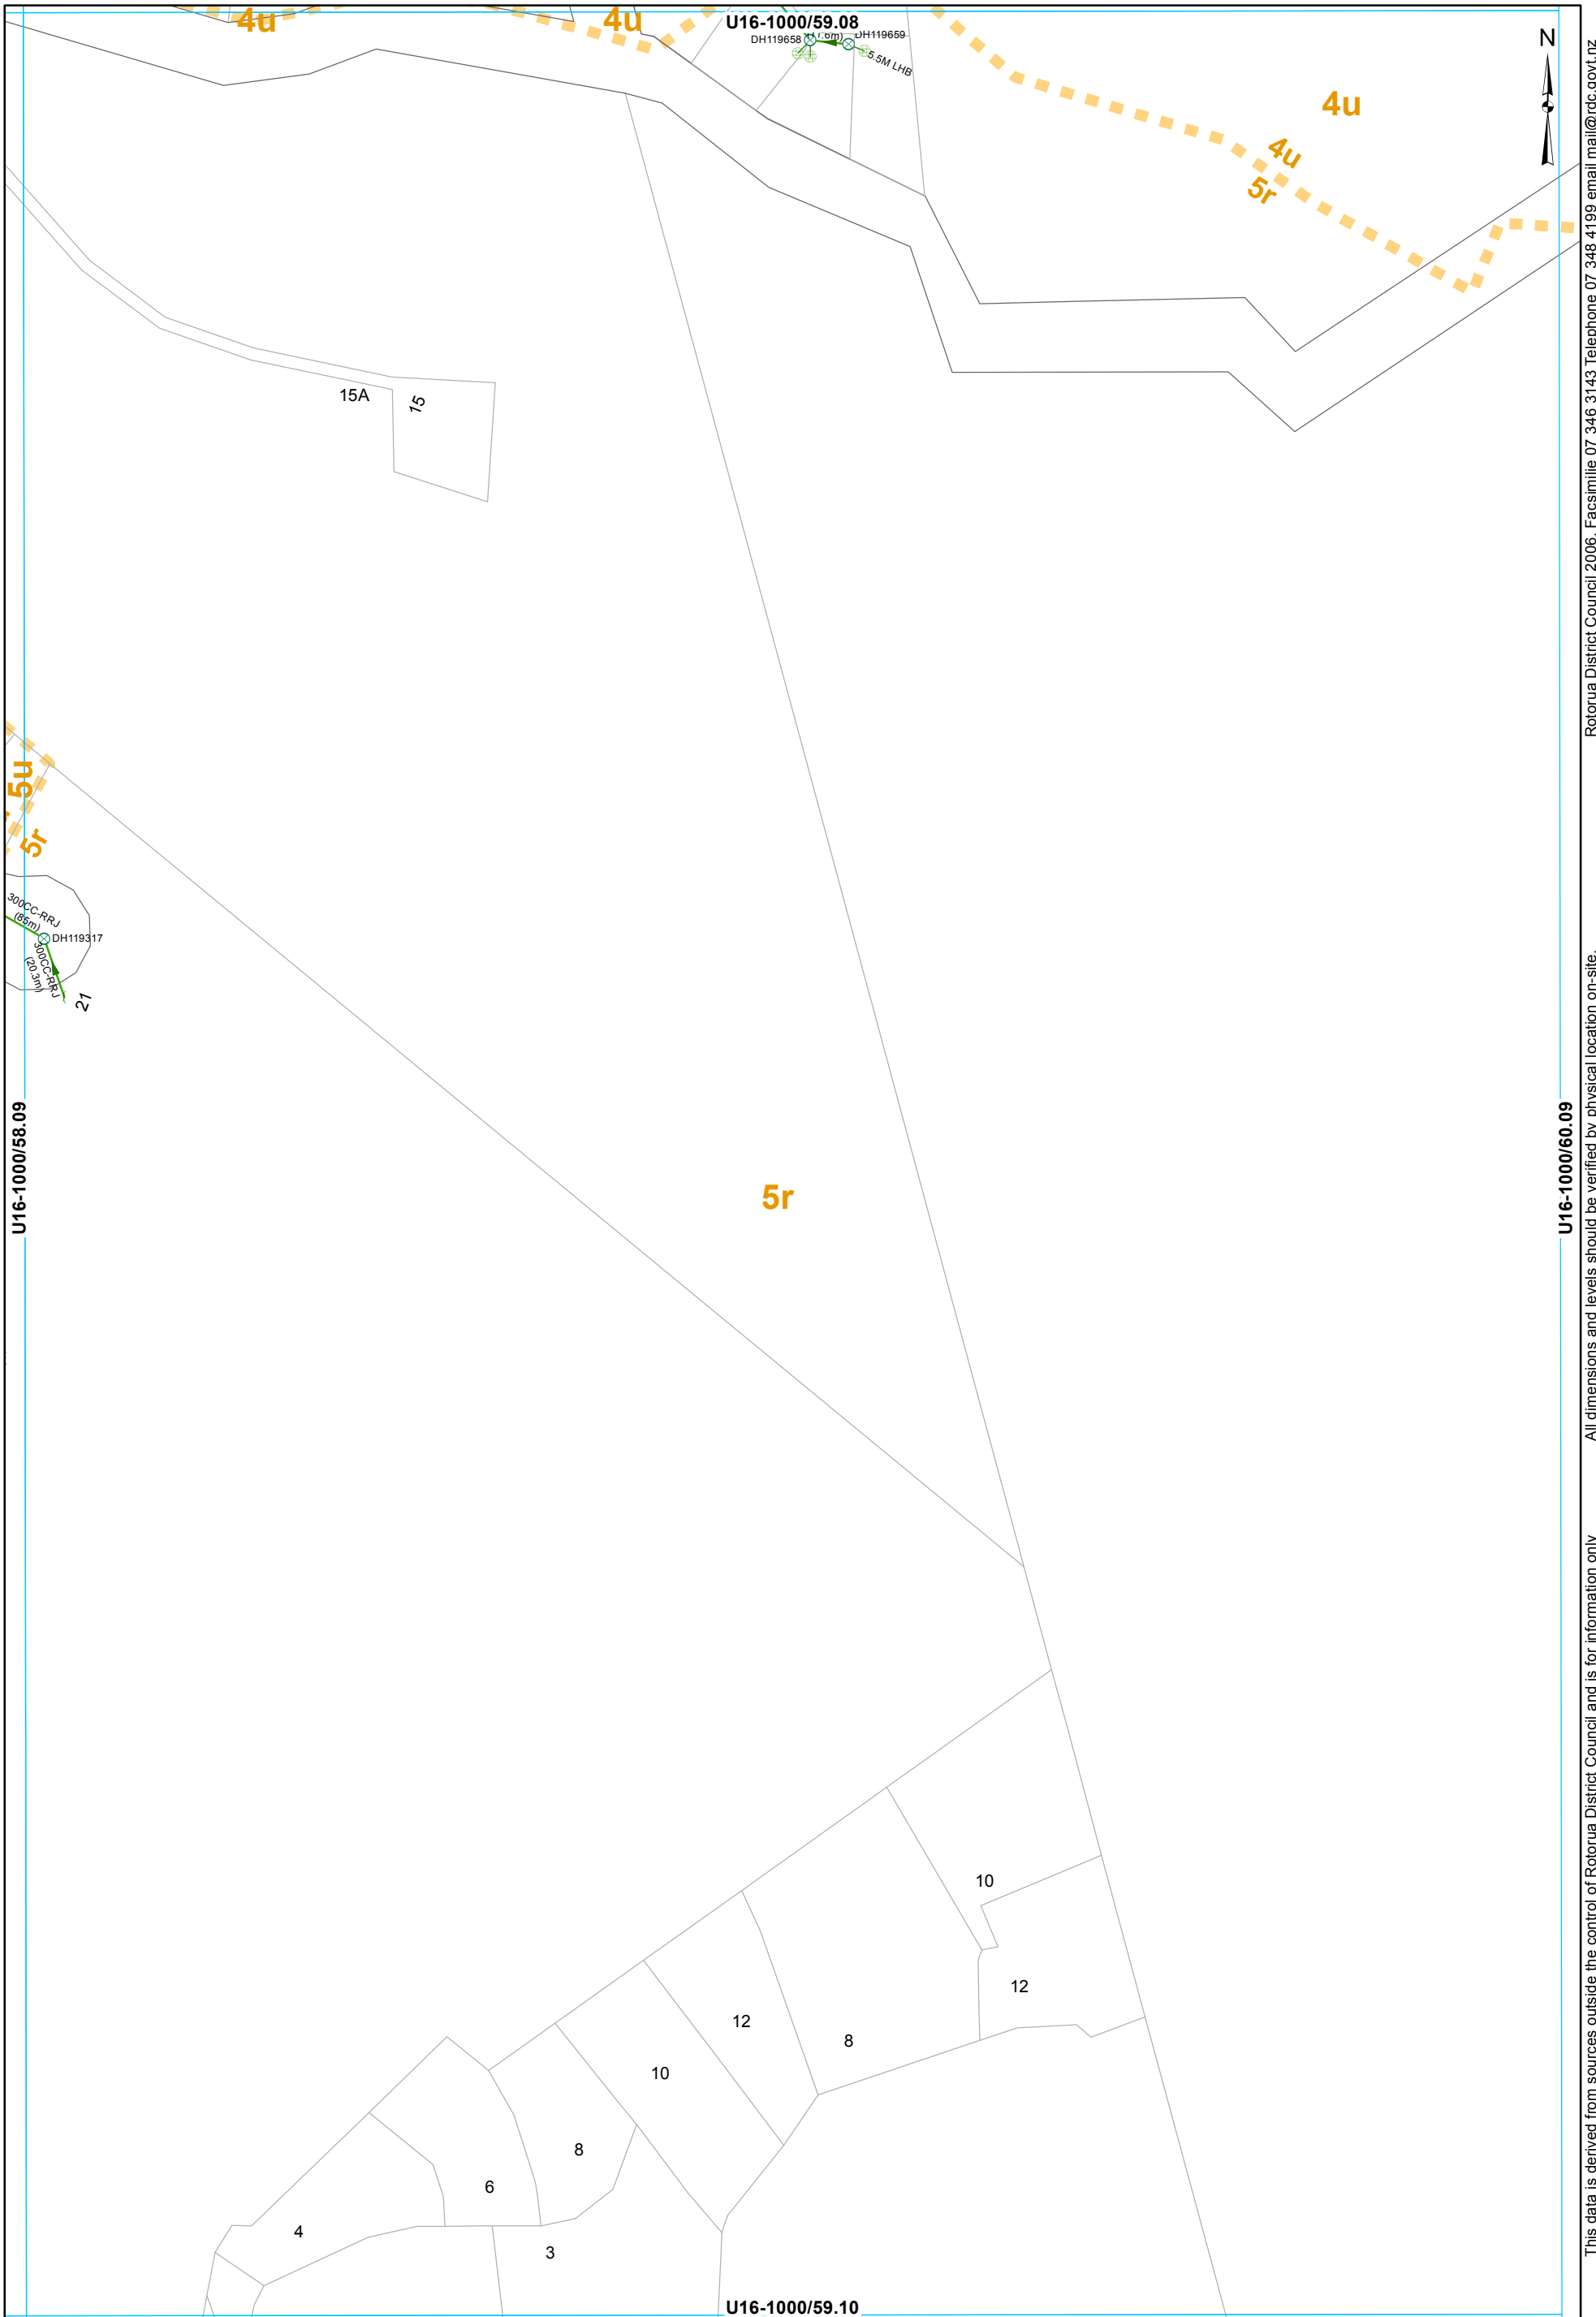 4u
4u
U16-1000/59.08
DH119658
(17.6m)
DH119659
5.5M LHB
N
4u
4u
5r
15A
15
5u
5r
300CC-RRJ
(85m)
DH119317
300CC-RRJ
(20.3m)
21
U16-1000/58.09
U16-1000/60.09
5r
10
12
12
8
10
8
6
4
3
U16-1000/59.10
Rotorua District Council 2006. Facsimilie 07 346 3143 Telephone 07 348 4199 email mail@rdc.govt.nz
All dimensions and levels should be verified by physical location on-site.
This data is derived from sources outside the control of Rotorua District Council and is for information only